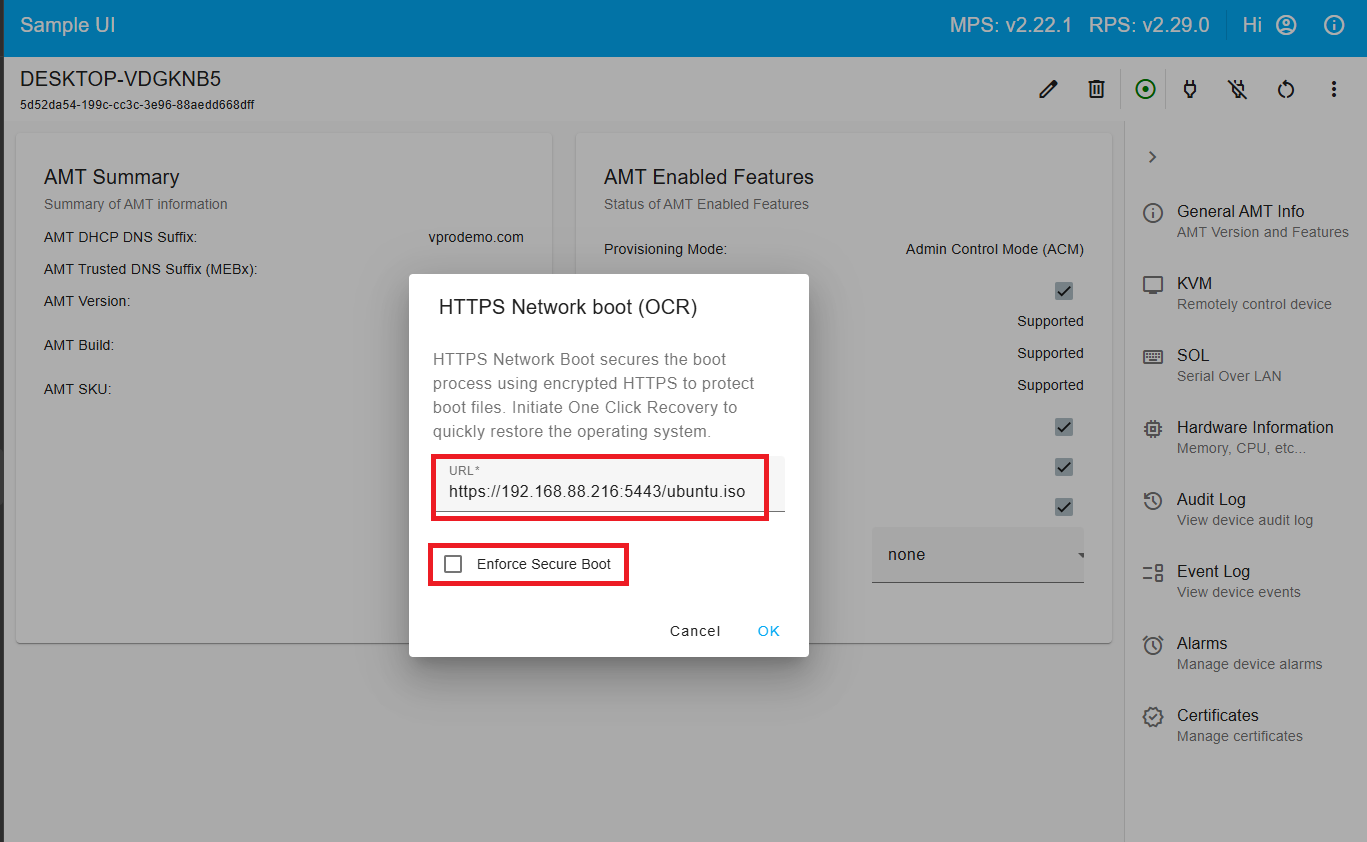 Sample UI
MPS: v2.22.1 RPS: v2.29.0 Hi
DESKTOP-VDGKNB5
5d52da54-199c-cc3c-3e96-88aedd668dff
AMT Summary
Summary of AMT information
AMT DHCP DNS Suffix: vprodemo.com
AMT Trusted DNS Suffix (MEBx):
AMT Version:
AMT Build:
AMT SKU:
AMT Enabled Features
Status of AMT Enabled Features
Provisioning Mode: Admin Control Mode (ACM)
Supported
Supported
Supported
none
HTTPS Network boot (OCR)
HTTPS Network Boot secures the boot
process using encrypted HTTPS to protect
boot files. Initiate One Click Recovery to
quickly restore the operating system.
URL*
https://192.168.88.216:5443/ubuntu.iso
Enforce Secure Boot
Cancel OK
General AMT Info
AMT Version and Features
KVM
Remotely control device
SOL
Serial Over LAN
Hardware Information
Memory, CPU, etc...
Audit Log
View device audit log
Event Log
View device events
Alarms
Manage device alarms
Certificates
Manage certificates